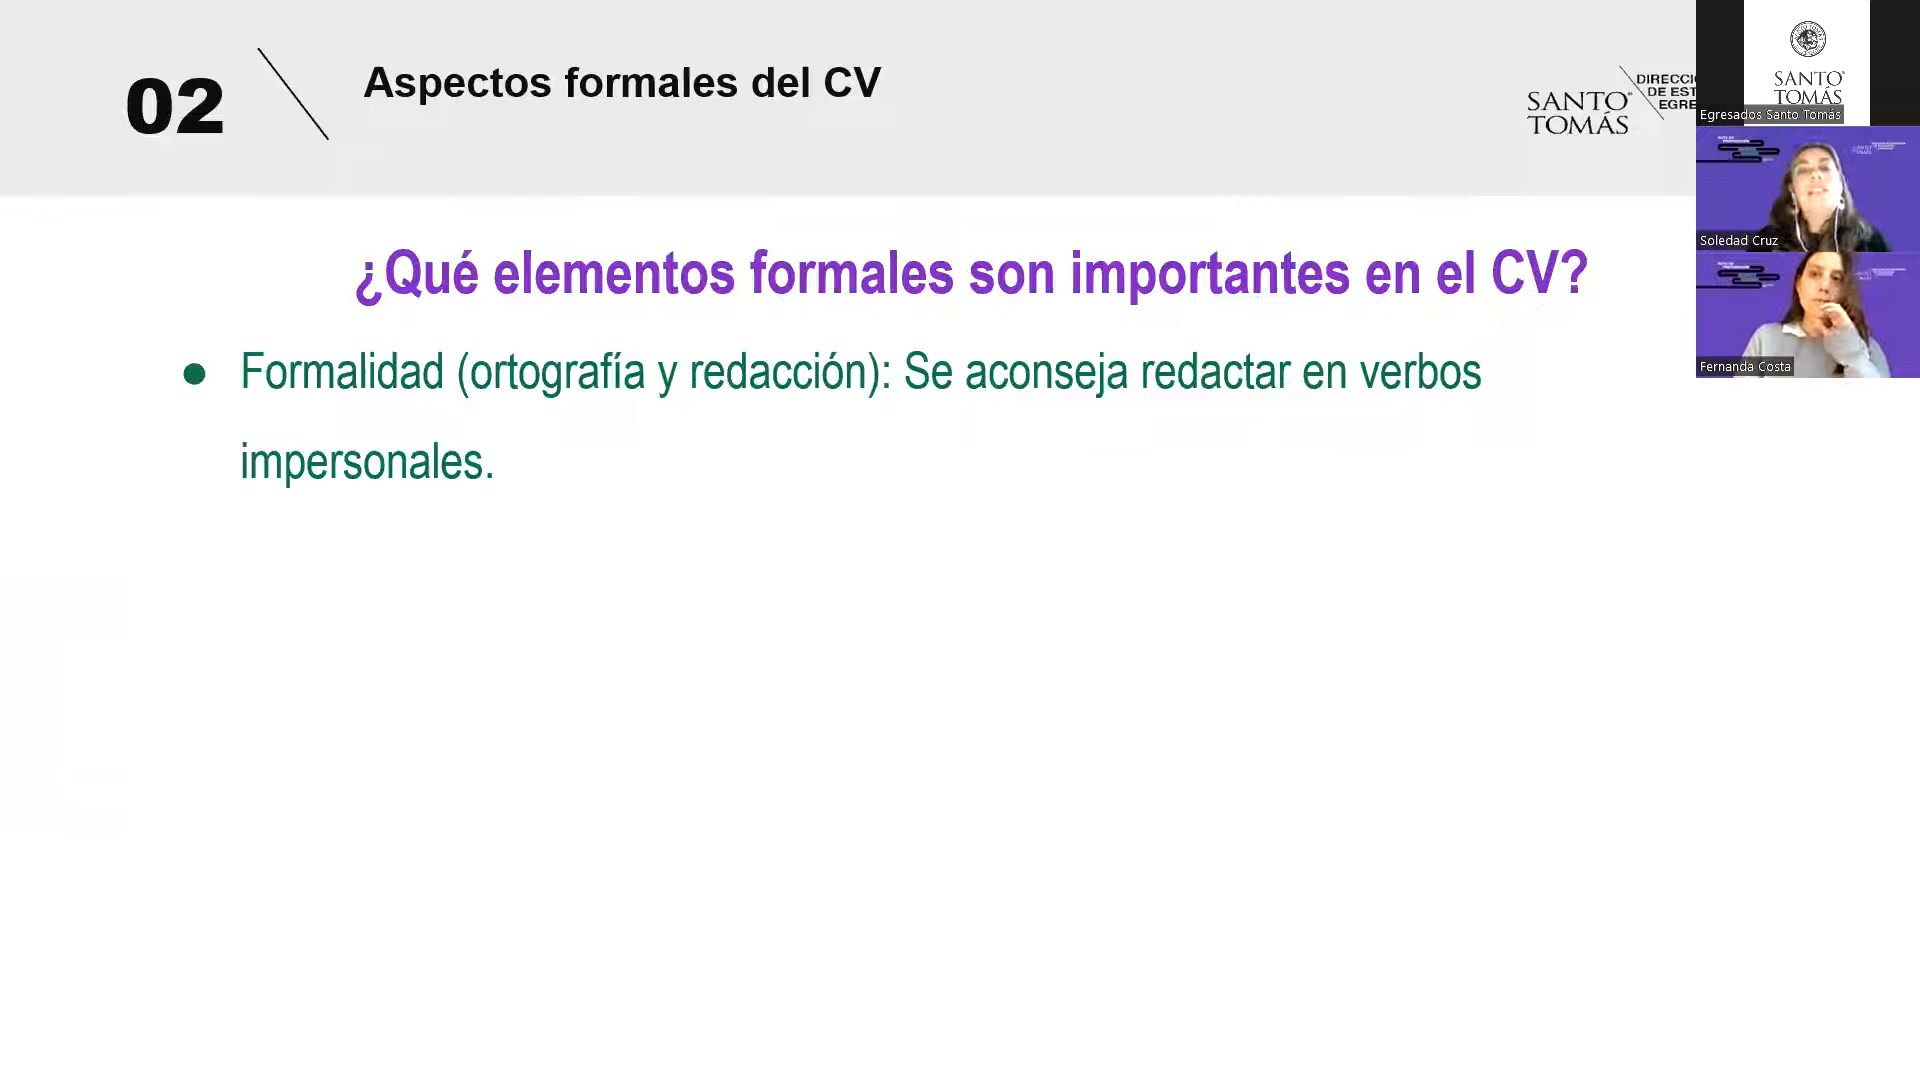 02
Aspectos formales del CV
SANTO
TOMÁS
DE
SANTO
TOMÁS
Egresados Santo Tomás
Soledad Cruz
Fernanda Costa
¿Qué elementos formales son importantes en el CV?
● Formalidad (ortografía y redacción): Se aconseja redactar en verbos
impersonales.